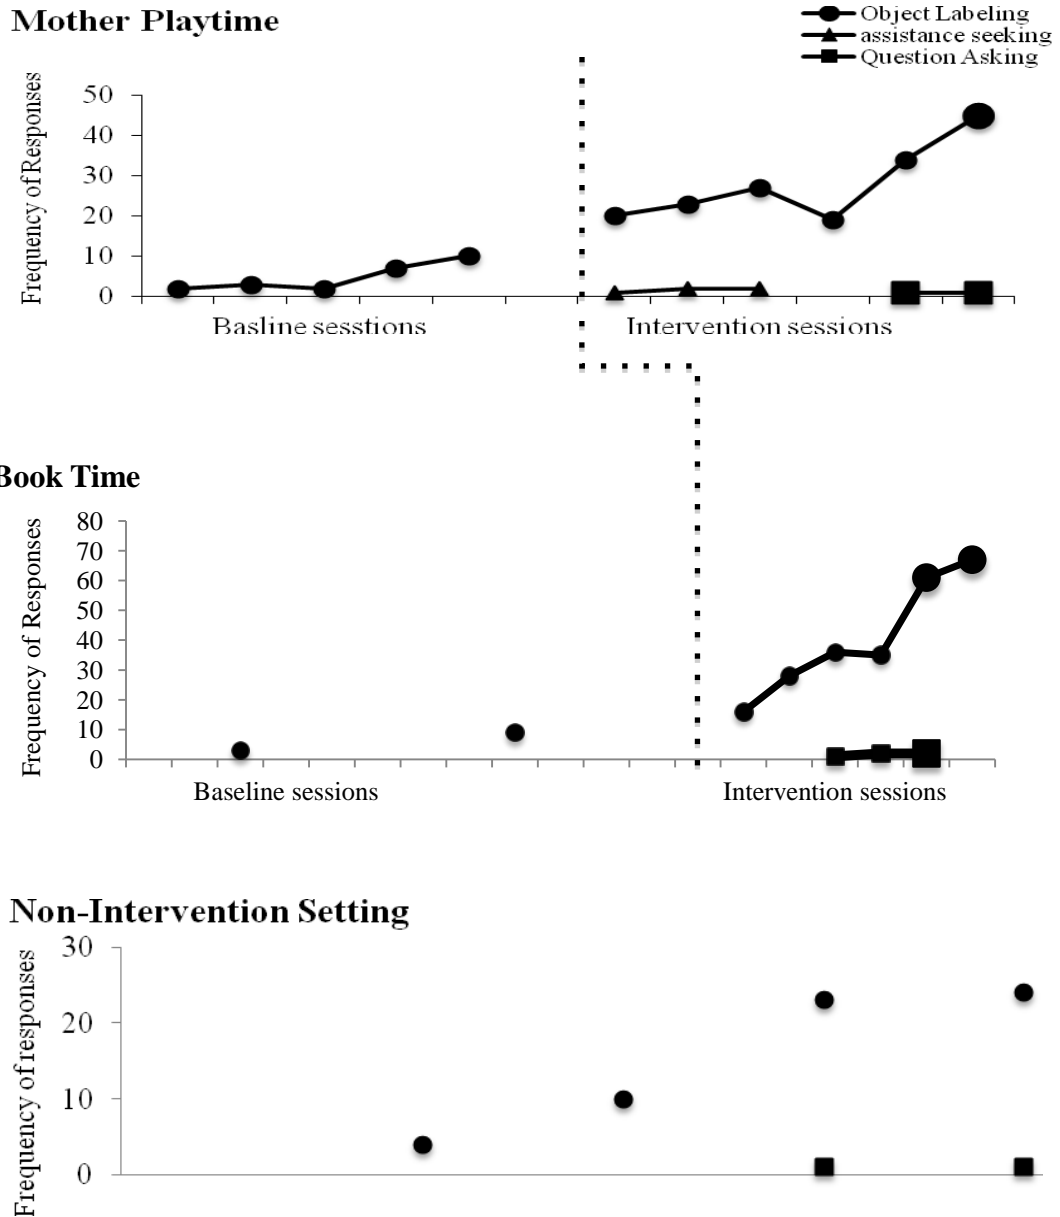 Mother Playtime
Object Labeling
assistance seeking
Question Asking
Frequency of Responses
50
40
30
20
10
0
Basline sesstions
Intervention sessions
Book Time
Frequency of Responses
80
70
60
50
40
30
20
10
0
Baseline sessions
Intervention sessions
Non-Intervention Setting
Frequency of responses
30
20
10
0